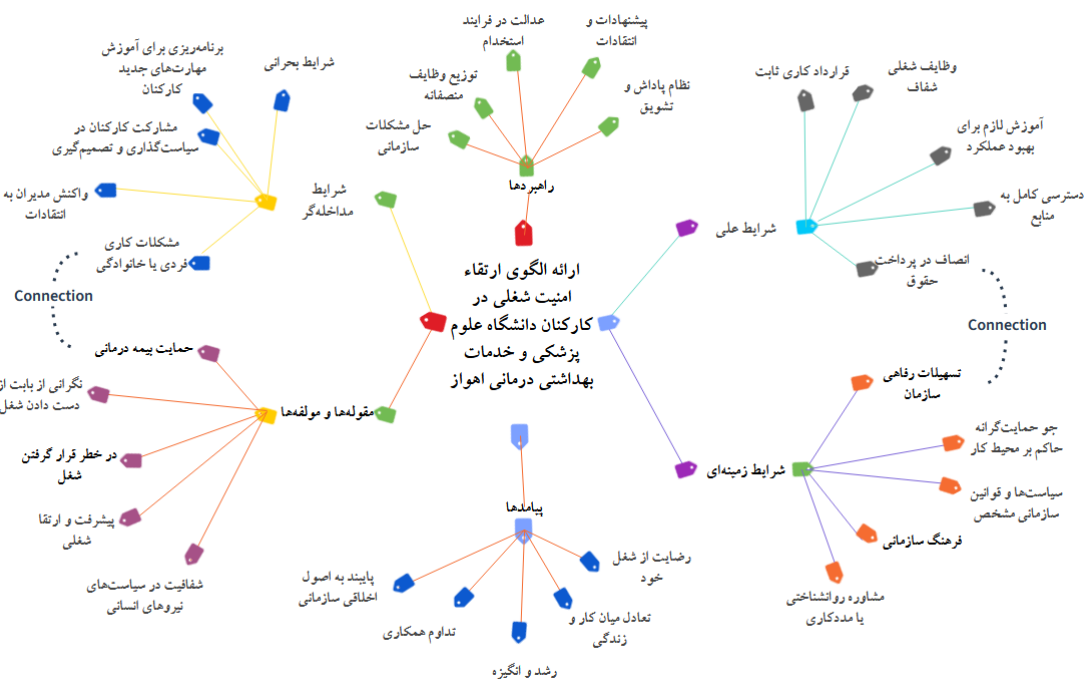 پیشنهادات و
انتقادات
عدالت در فرایند
استخدام
نظام پاداش و
تشویق
توزیع وظایف
منصفانه
حل مشکلات
سازمانی
راهبردها
وظایف شغلی
شفاف
قرارداد کاری ثابت
آموزش لازم برای
بهبود عملکرد
دسترسی کامل به
منابع
انصاف در پرداخت
حقوق
شرایط علی
برنامه‌ریزی برای آموزش
مهارت‌های جدید
کارکنان
شرایط بحرانی
مشارکت کارکنان در
سیاست‌گذاری و تصمیم‌گیری
واکنش مدیران به
انتقادات
مشکلات کاری
فردی یا خانوادگی
شرایط
مداخله‌گر
ارائه الگوی ارتقاء
امنیت شغلی در
کارکنان دانشگاه علوم
پزشکی و خدمات
بهداشتی درمانی اهواز
Connection
Connection
تسهیلات رفاهی
سازمان
جو حمایت‌گرانه
حاکم بر محیط کار
سیاست‌ها و قوانین
سازمانی مشخص
فرهنگ سازمانی
مشاوره روانشناختی
یا مددکاری
شرایط زمینه‌ای
حمایت بیمه درمانی
نگرانی از بابت از
دست دادن شغل
در خطر قرار گرفتن
شغل
پیشرفت و ارتقا
شغلی
شفافیت در سیاست‌های
نیروهای انسانی
مقوله‌ها و مولفه‌ها
پیامدها
رضایت از شغل
خود
تعادل میان کار و
زندگی
رشد و انگیزه
تداوم همکاری
پایبند به اصول
اخلاقی سازمانی